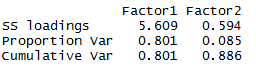 Factor1 Factor2
SS loadings 5.609 0.594
Proportion Var 0.801 0.085
Cumulative Var 0.801 0.886